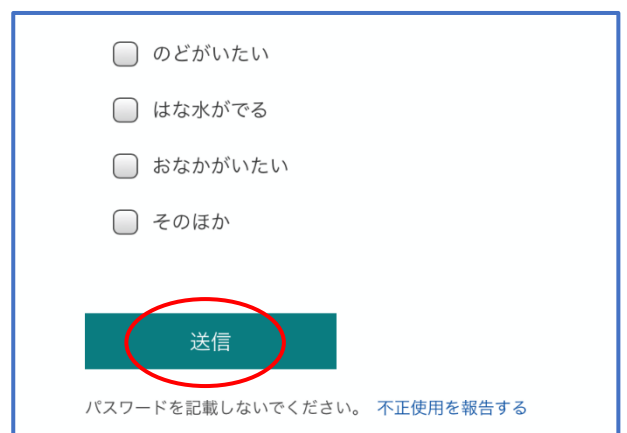 のどがいたい
はな水がでる
おなかがいたい
そのほか
送信
パスワードを記載しないでください。 不正使用を報告する